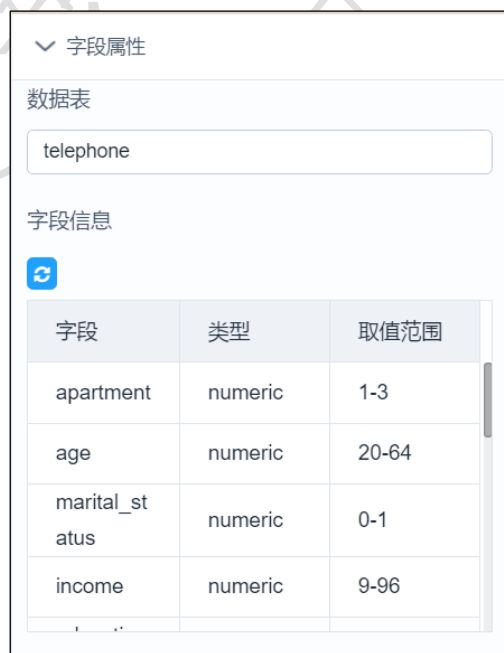 字段属性
数据表
telephone
字段信息
字段 类型 取值范围
apartment numeric 1-3
age numeric 20-64
marital_st
atus numeric 0-1
income numeric 9-96